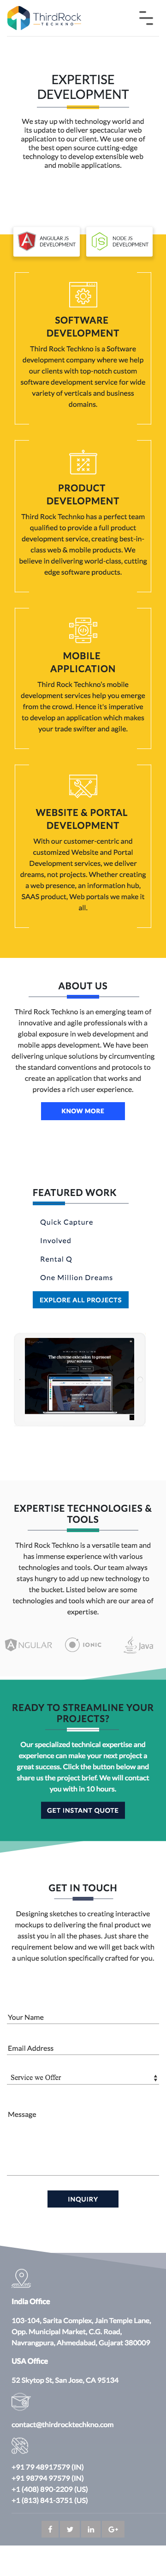 ThirdRock
TECHKNO
EXPERTISE
DEVELOPMENT
We stay up with technology world and
its update to deliver spectacular web
application to our client. We use one of
the best open source cutting-edge
technology to develop extensible web
and mobile applications.
ANGULAR JS
DEVELOPMENT
NODE JS
DEVELOPMENT
SOFTWARE
DEVELOPMENT
Third Rock Techkno is a Software
development company where we help
our clients with top-notch custom
software development service for wide
variety of verticals and business
domains.
PRODUCT
DEVELOPMENT
Third Rock Techkno has a perfect team
qualified to provide a full product
development service, creating best-in-
class web & mobile products. We
believe in delivering world-class, cutting
edge software products.
MOBILE
APPLICATION
Third Rock Techkno's mobile
development services help you emerge
from the crowd. Hence it's imperative
to develop an application which makes
your trade swifter and agile.
WEBSITE & PORTAL
DEVELOPMENT
With our customer-centric and
customized Website and Portal
Development services, we deliver
dreams, not projects. Whether creating
a web presence, an information hub,
SAAS product, Web portals we make it
all.
ABOUT US
Third Rock Techkno is an emerging team of
innovative and agile professionals with a
global exposure in web development and
mobile apps development. We have been
delivering unique solutions by circumventing
the standard conventions and protocols to
create an application that works and
provides a rich user experience.
KNOW MORE
FEATURED WORK
Quick Capture
Involved
Rental Q
One Million Dreams
EXPLORE ALL PROJECTS
EXPERTISE TECHNOLOGIES &
TOOLS
Third Rock Techkno is a versatile team and
has immense experience with various
technologies and tools. Our team always
stays hungry to add up new technology to
the bucket. Listed below are some
technologies and tools which are our area of
expertise.
ANGULAR
IONIC
Java
READY TO STREAMLINE YOUR
PROJECTS?
Our specialized technical expertise and
experience can make your next project a
great success. Click the button below and
share us the project brief. We will contact
you with in 10 hours.
GET INSTANT QUOTE
GET IN TOUCH
Designing sketches to creating interactive
mockups to delivering the final product we
assist you in all the phases. Just share your
requirement below and we will get back with
a unique solution specifically crafted for you.
Your Name
Email Address
Service we Offer
Message
INQUIRY
India Office
103-104, Sarita Complex, Jain Temple Lane,
Opp. Municipal Market, C.G. Road,
Navrangpura, Ahmedabad, Gujarat 380009
USA Office
52 Skytop St, San Jose, CA 95134
contact@thirdrocktechkno.com
+91 79 48917579 (IN)
+91 98794 97579 (IN)
+1 (408) 890-2209 (US)
+1 (813) 841-3751 (US)